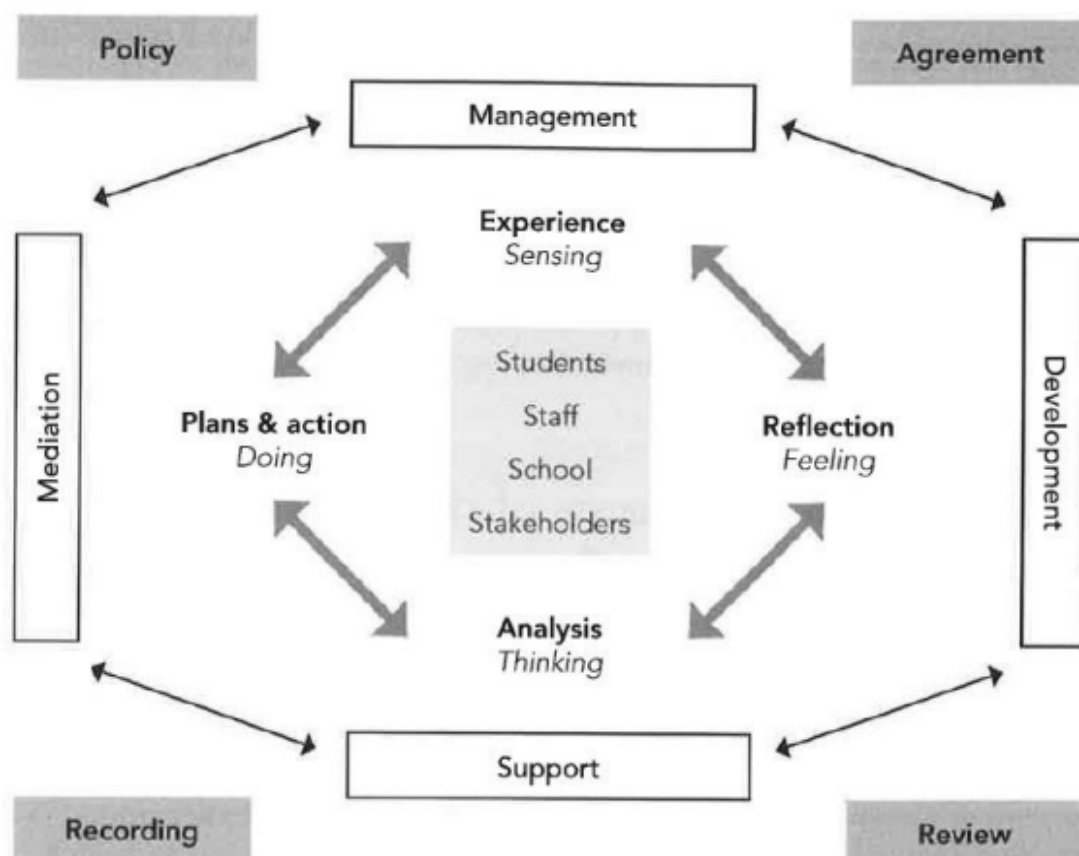 Policy
Agreement
Management
Experience
Sensing
Mediation
Students
Staff
School
Stakeholders
Plans & action
Doing
Reflection
Feeling
Development
Analysis
Thinking
Support
Recording
Review